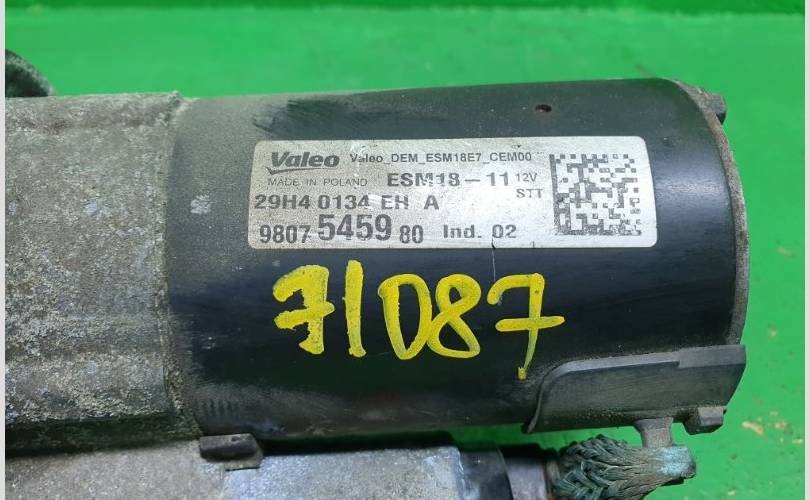 Valeo Valeo_DEM_ESM18E7_CEM00
MADE IN POLAND ESM18-11 12V
STT
29H4 0134 EH A
9807 5459 80 Ind. 02
71087